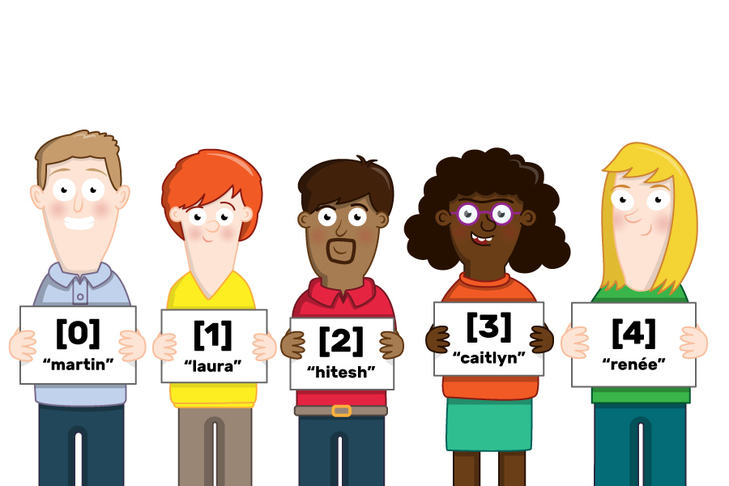 [0]
“martin”
[1]
“laura”
[2]
“hitesh”
[3]
“caitlyn”
[4]
“renée”